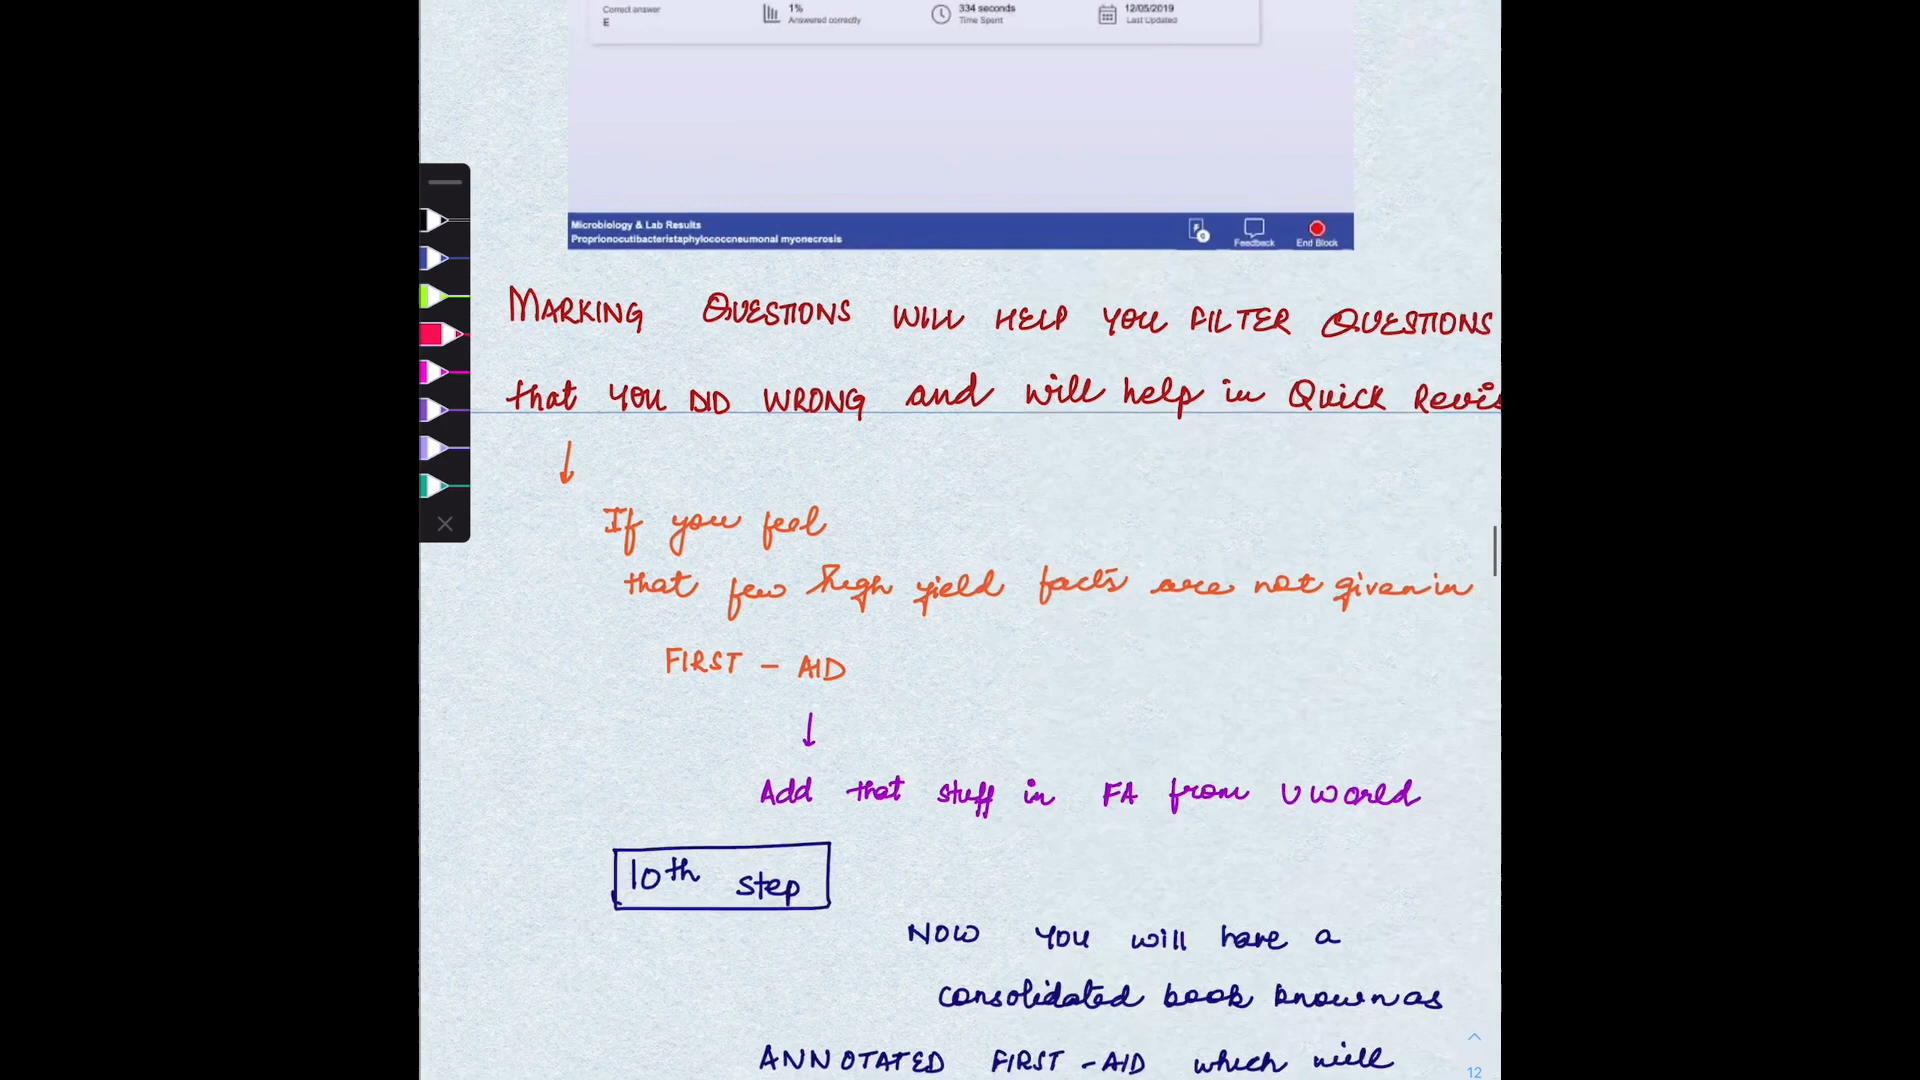 Correct answer
E
1%
Answered correctly
334 seconds
Time Spent
12/05/2019
Last Updated
Microbiology & Lab Results
Proprionocutibacteristaphylococcneumonal myonecrosis
Feedback
End Block
MARKING QUESTIONS WILL HELP YOU FILTER QUESTIONS
that YOU DID WRONG and will help in Quick Revis
If you feel
that few high yield facts are not given in
FIRST - AID
Add that stuff in FA from UWorld
10th step
NOW YOU will have a
consolidated book known as
ANNOTATED FIRST - AID which will
12